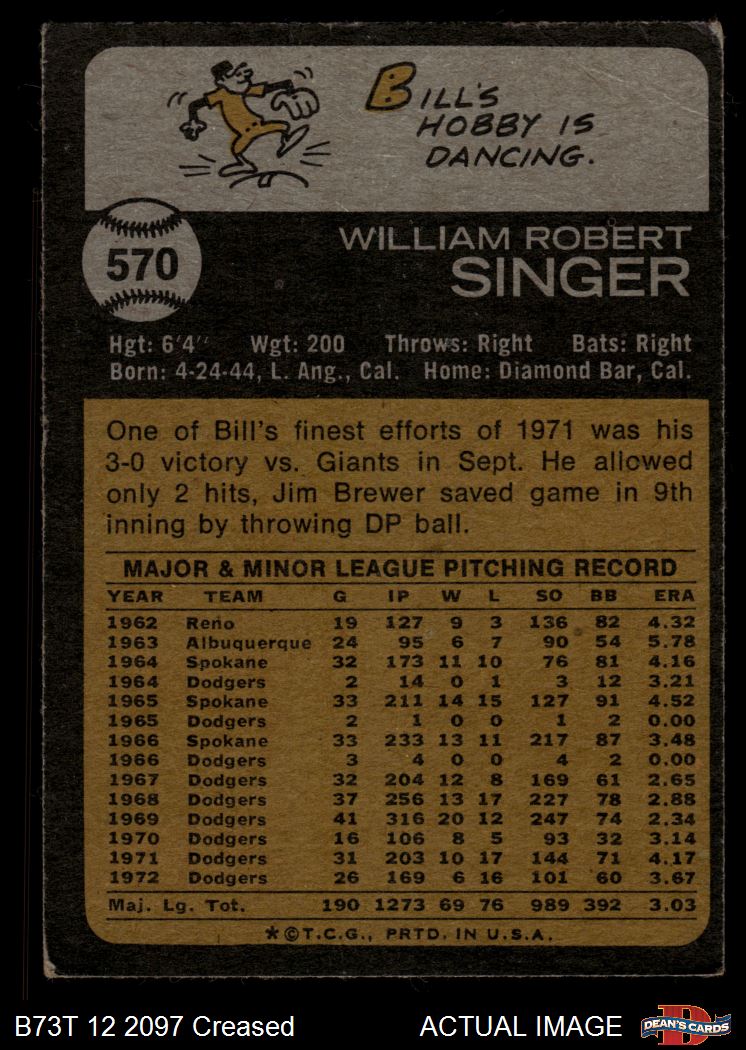 BILL'S
HOBBY IS
DANCING.
570
WILLIAM ROBERT
SINGER
Hgt: 6'4" Wgt: 200 Throws: Right Bats: Right
Born: 4-24-44, L. Ang., Cal. Home: Diamond Bar, Cal.
One of Bill's finest efforts of 1971 was his
3-0 victory vs. Giants in Sept. He allowed
only 2 hits, Jim Brewer saved game in 9th
inning by throwing DP ball.
MAJOR & MINOR LEAGUE PITCHING RECORD
YEAR TEAM G IP W L SO BB ERA
1962 Reno 19 127 9 3 136 82 4.32
1963 Albuquerque 24 95 6 7 90 54 5.78
1964 Spokane 32 173 11 10 76 81 4.16
1964 Dodgers 2 14 0 1 3 12 3.21
1965 Spokane 33 211 14 15 127 91 4.52
1965 Dodgers 2 1 0 0 1 2 0.00
1966 Spokane 33 233 13 11 217 87 3.48
1966 Dodgers 3 4 0 0 4 2 0.00
1967 Dodgers 32 204 12 8 169 61 2.65
1968 Dodgers 37 256 13 17 227 78 2.88
1969 Dodgers 41 316 20 12 247 74 2.34
1970 Dodgers 16 106 8 5 93 32 3.14
1971 Dodgers 31 203 10 17 144 71 4.17
1972 Dodgers 26 169 6 16 101 60 3.67
Maj. Lg. Tot. 190 1273 69 76 989 392 3.03
*©T.C.G., PRTD. IN U.S.A.
B73T 12 2097 Creased ACTUAL IMAGE DEAN'S CARDS